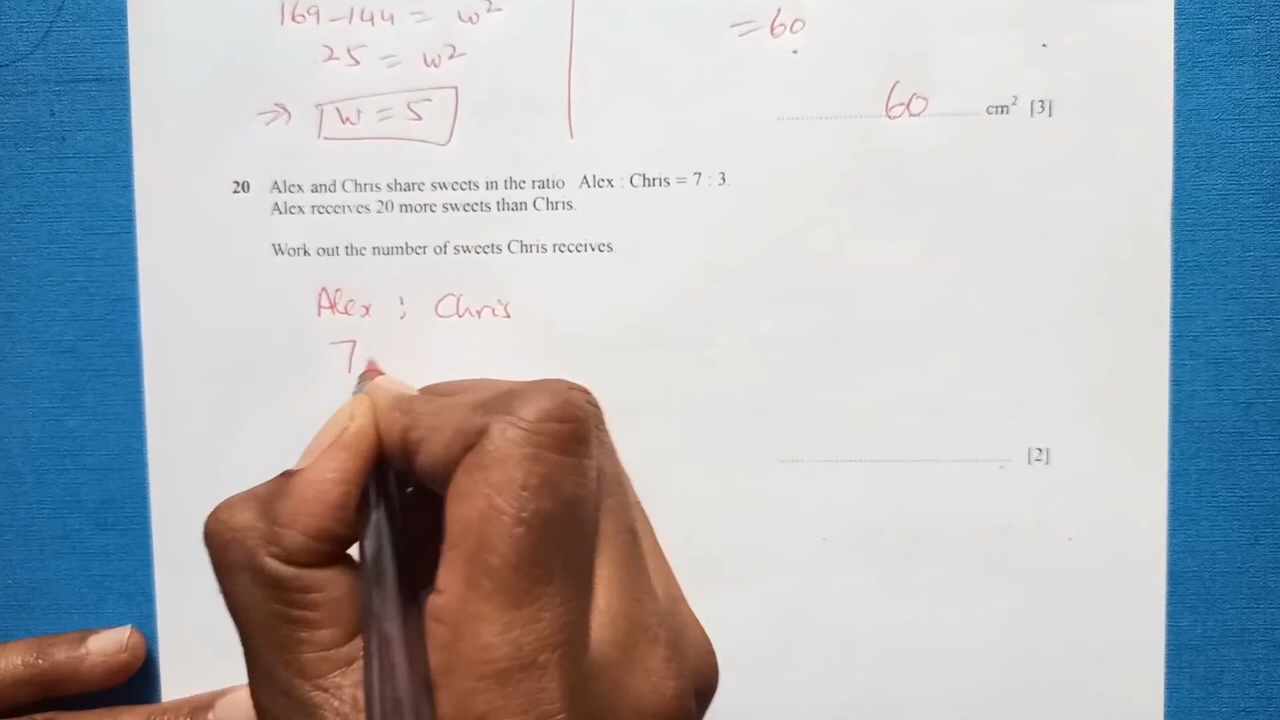 169-144 = w²
25 = w²
=> w = 5
= 60
60 cm² [3]
20 Alex and Chris share sweets in the ratio Alex : Chris = 7 : 3.
Alex receives 20 more sweets than Chris.
Work out the number of sweets Chris receives.
Alex : Chris
7
[2]